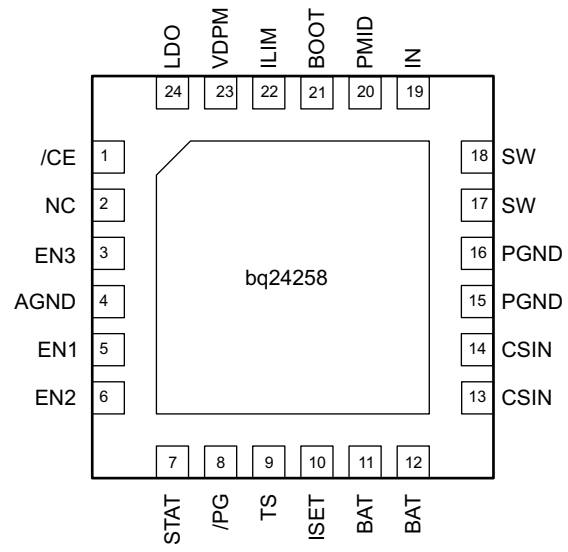 LDO
VDPM
ILIM
BOOT
PMID
IN
24
23
22
21
20
19
/CE 1
NC 2
EN3 3
AGND 4
EN1 5
EN2 6
18 SW
17 SW
16 PGND
15 PGND
14 CSIN
13 CSIN
bq24258
7
8
9
10
11
12
STAT
/PG
TS
ISET
BAT
BAT